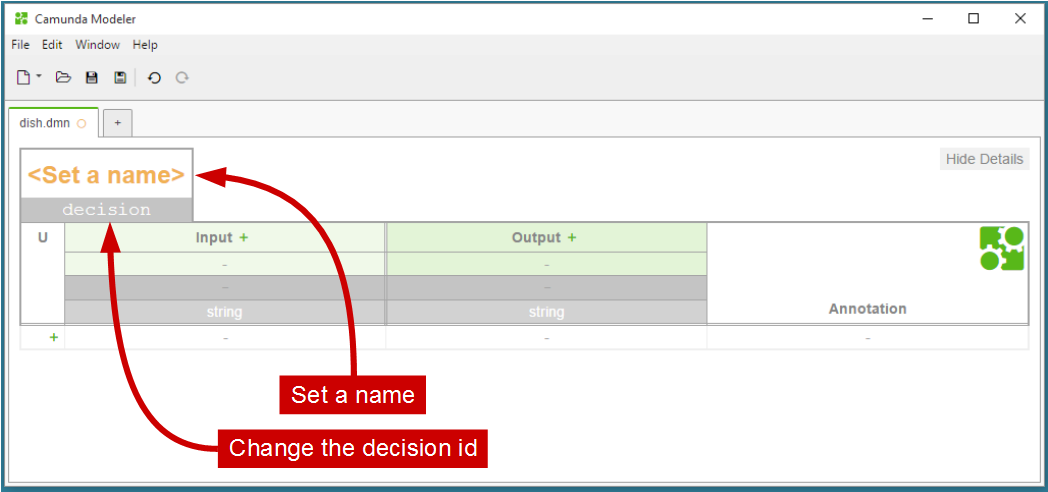 Camunda Modeler
File Edit Window Help
dish.dmn +
<Set a name> Hide Details
decision
U Input + Output +
- -
- -
string string Annotation
+ - - -
Set a name
Change the decision id